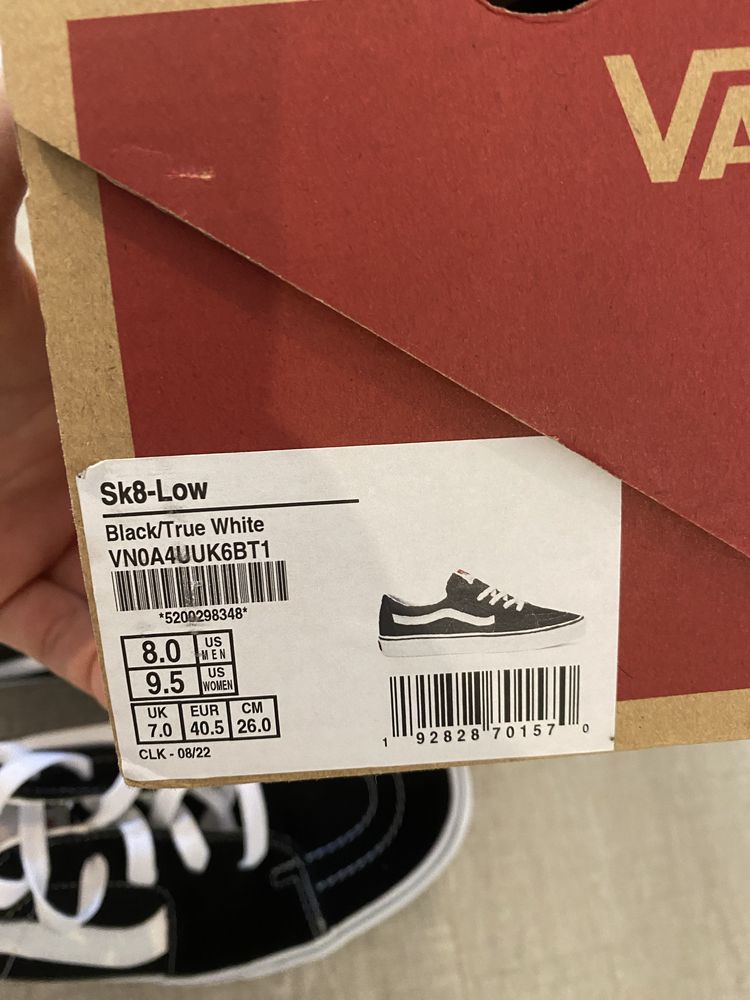 VA
Sk8-Low
Black/True White
VN0A4UUK6BT1
*5200298348*
8.0 US MEN
9.5 US WOMEN
UK EUR CM
7.0 40.5 26.0
CLK - 08/22
1 92828 70157 0